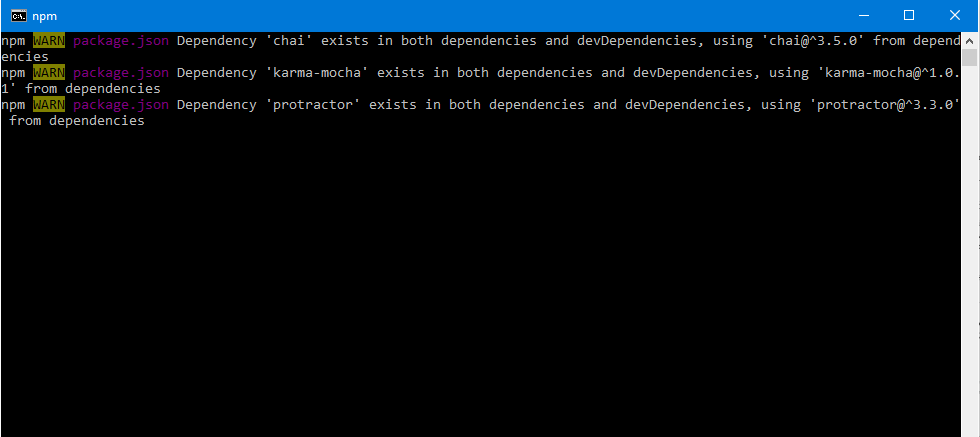 npm
npm WARN package.json Dependency 'chai' exists in both dependencies and devDependencies, using 'chai@^3.5.0' from depend
encies
npm WARN package.json Dependency 'karma-mocha' exists in both dependencies and devDependencies, using 'karma-mocha@^1.0.
1' from dependencies
npm WARN package.json Dependency 'protractor' exists in both dependencies and devDependencies, using 'protractor@^3.3.0'
from dependencies